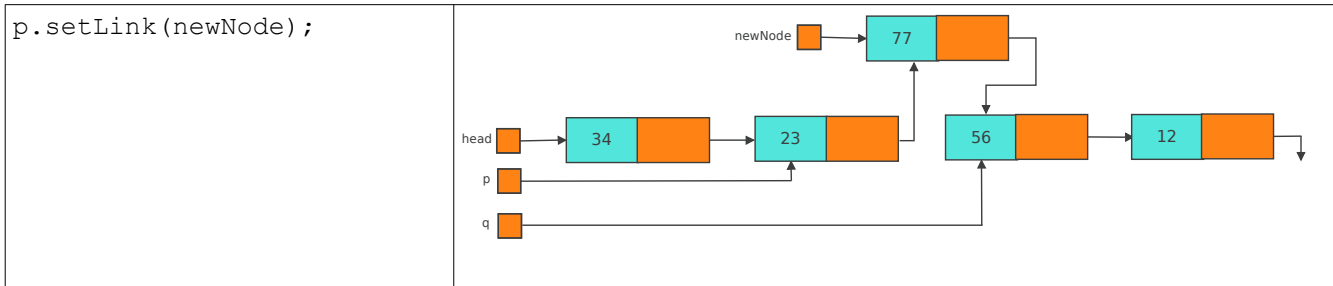 p.setLink(newNode);
newNode 77
head 34 23 56 12
p
q